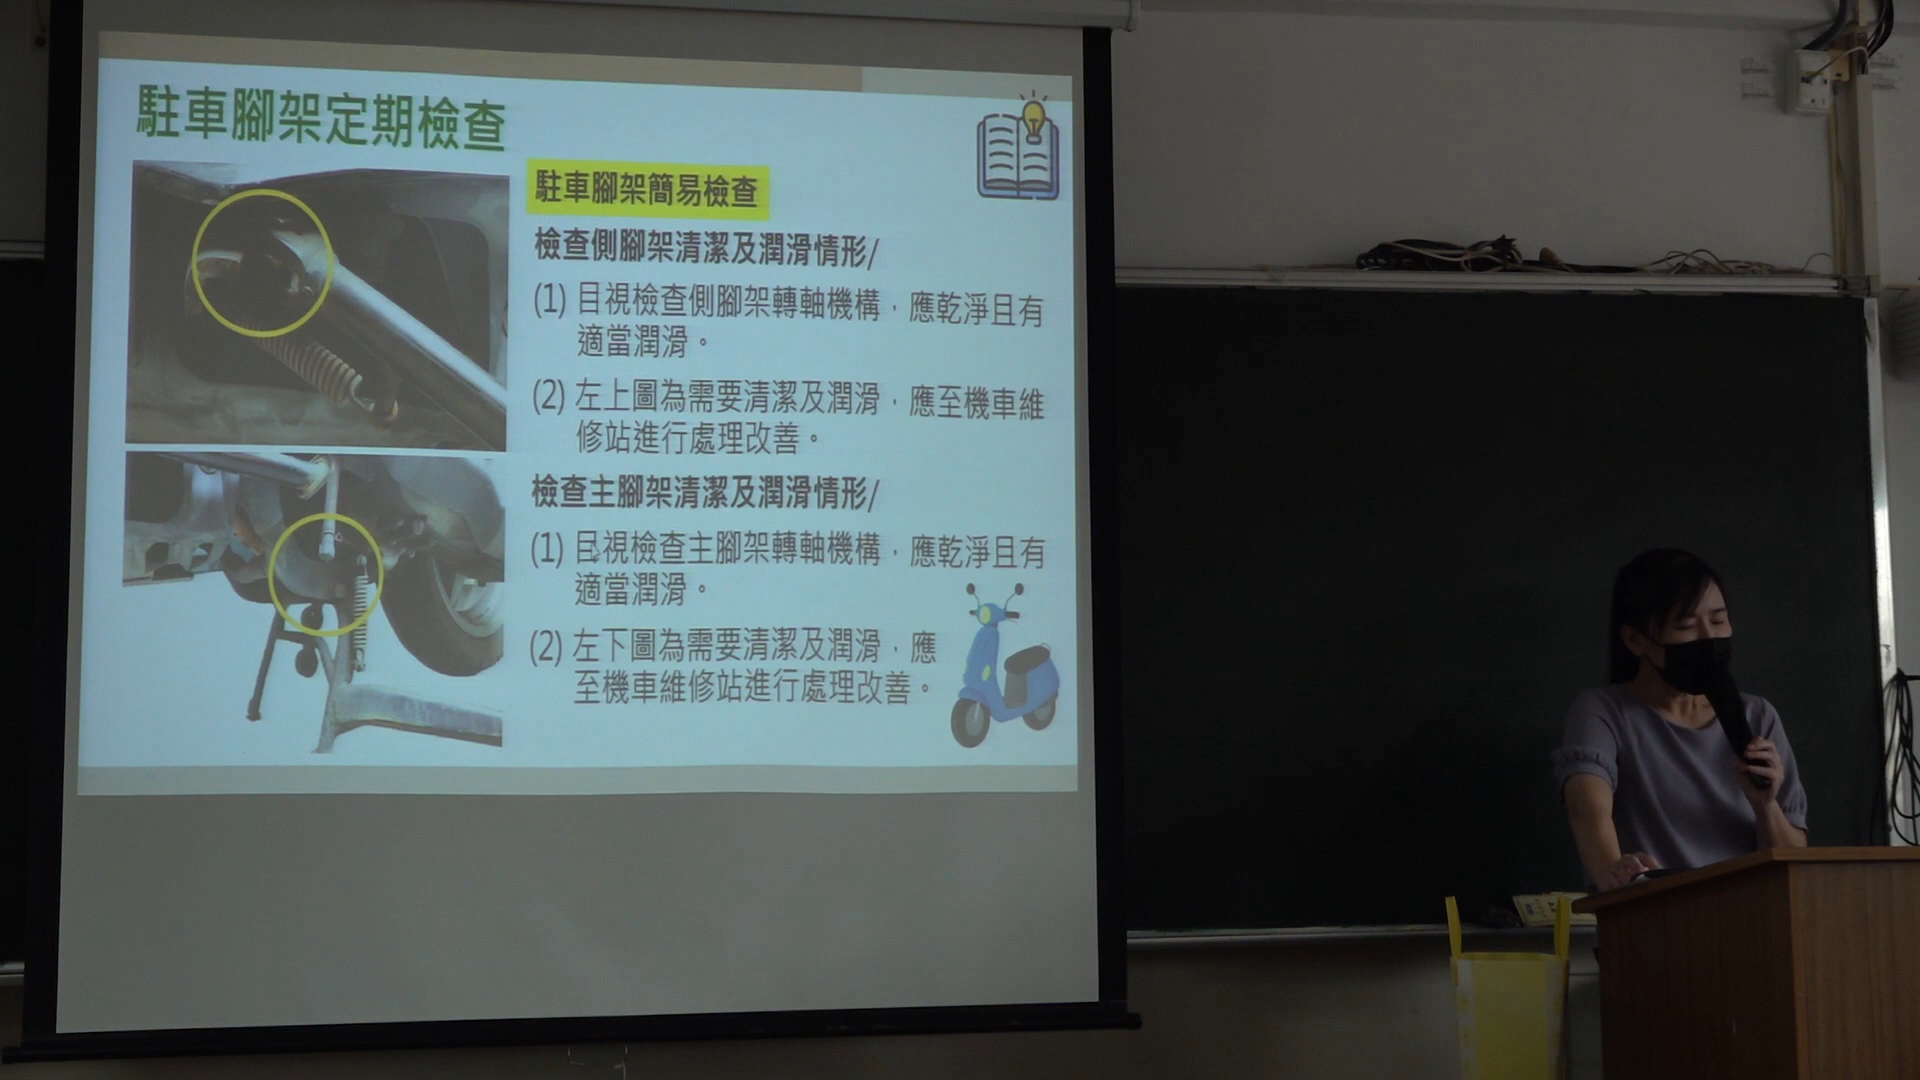 駐車腳架定期檢查
駐車腳架簡易檢查
檢查側腳架清潔及潤滑情形/
(1) 目視檢查側腳架轉軸機構，應乾淨且有
適當潤滑。
(2) 左上圖為需要清潔及潤滑，應至機車維
修站進行處理改善。
檢查主腳架清潔及潤滑情形/
(1) 目視檢查主腳架轉軸機構，應乾淨且有
適當潤滑。
(2) 左下圖為需要清潔及潤滑，應
至機車維修站進行處理改善。